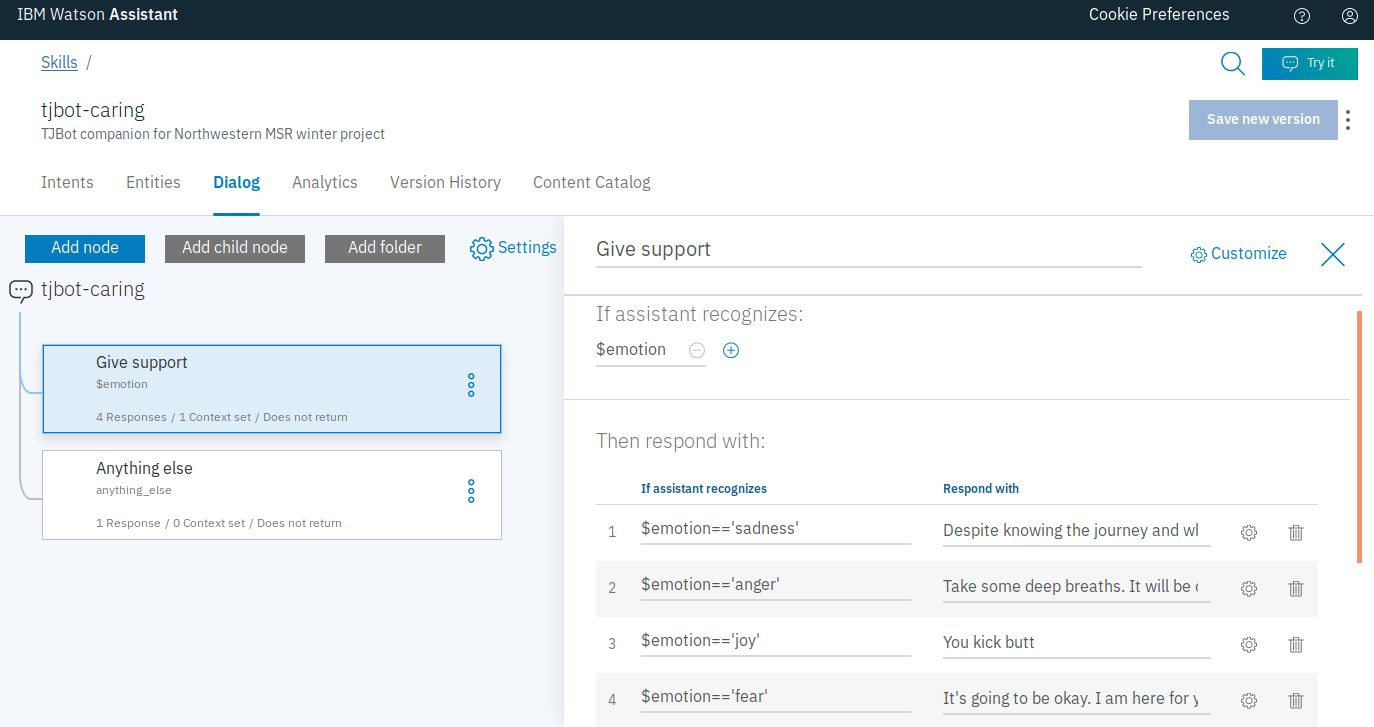 IBM Watson Assistant
Cookie Preferences
Skills /
Try it
tjbot-caring
TJBot companion for Northwestern MSR winter project
Save new version
Intents Entities Dialog Analytics Version History Content Catalog
Add node Add child node Add folder Settings
tjbot-caring
Give support
$emotion
4 Responses / 1 Context set / Does not return
Anything else
anything_else
1 Response / 0 Context set / Does not return
Give support
Customize
If assistant recognizes:
$emotion
Then respond with:
If assistant recognizes Respond with
1 $emotion=='sadness' Despite knowing the journey and
2 $emotion=='anger' Take some deep breaths. It will be
3 $emotion=='joy' You kick butt
4 $emotion=='fear' It's going to be okay. I am here for